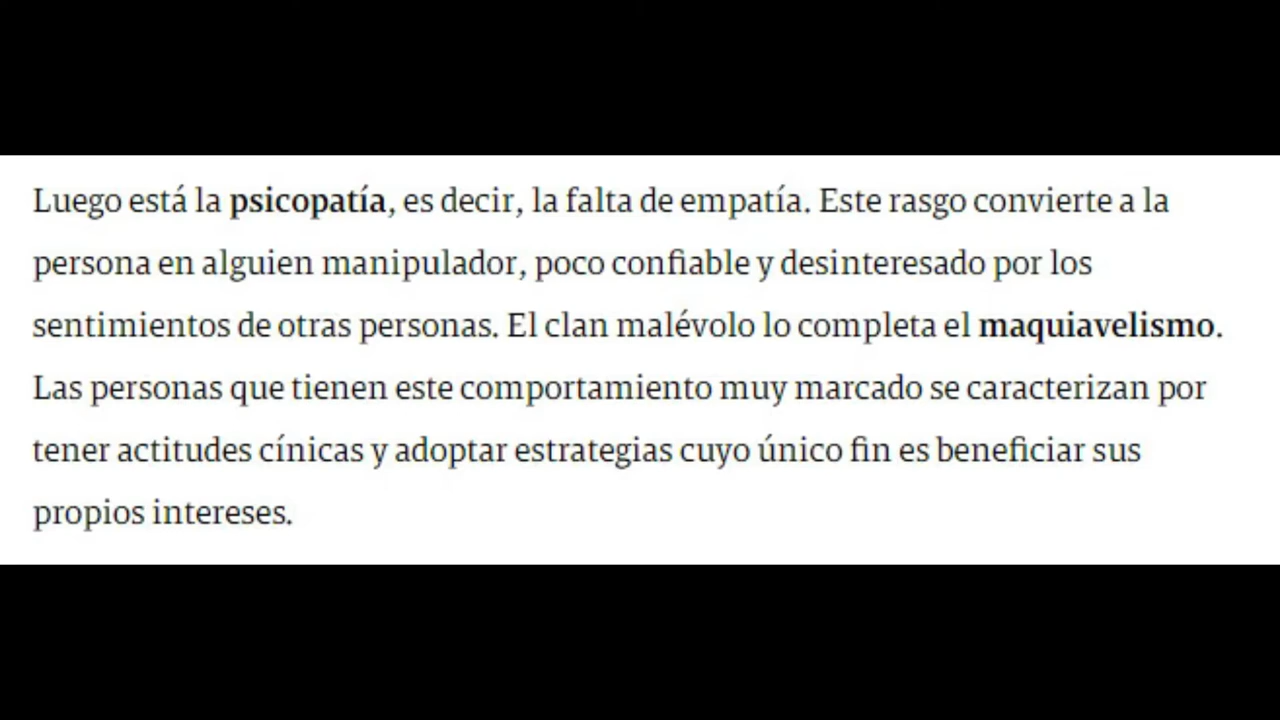 Luego está la psicopatía, es decir, la falta de empatía. Este rasgo convierte a la
persona en alguien manipulador, poco confiable y desinteresado por los
sentimientos de otras personas. El clan malévolo lo completa el maquiavelismo.
Las personas que tienen este comportamiento muy marcado se caracterizan por
tener actitudes cínicas y adoptar estrategias cuyo único fin es beneficiar sus
propios intereses.